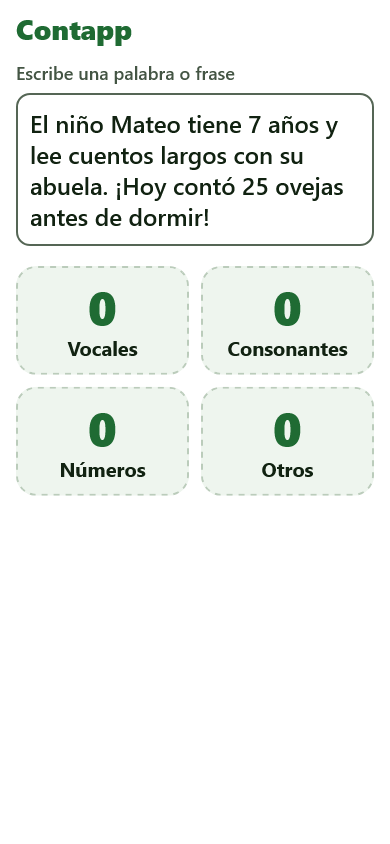 Contapp
Escribe una palabra o frase
El niño Mateo tiene 7 años y
lee cuentos largos con su
abuela. ¡Hoy contó 25 ovejas
antes de dormir!
0
Vocales
0
Consonantes
0
Números
0
Otros